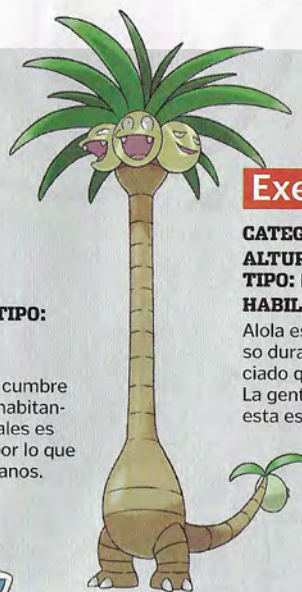 TIPO:
cumbre
habitan-
ales es
or lo que
anos.
Exe
CATEG
ALTUR
TIPO:
HABIL
Alola es
so dura
ciado q
La gent
esta es